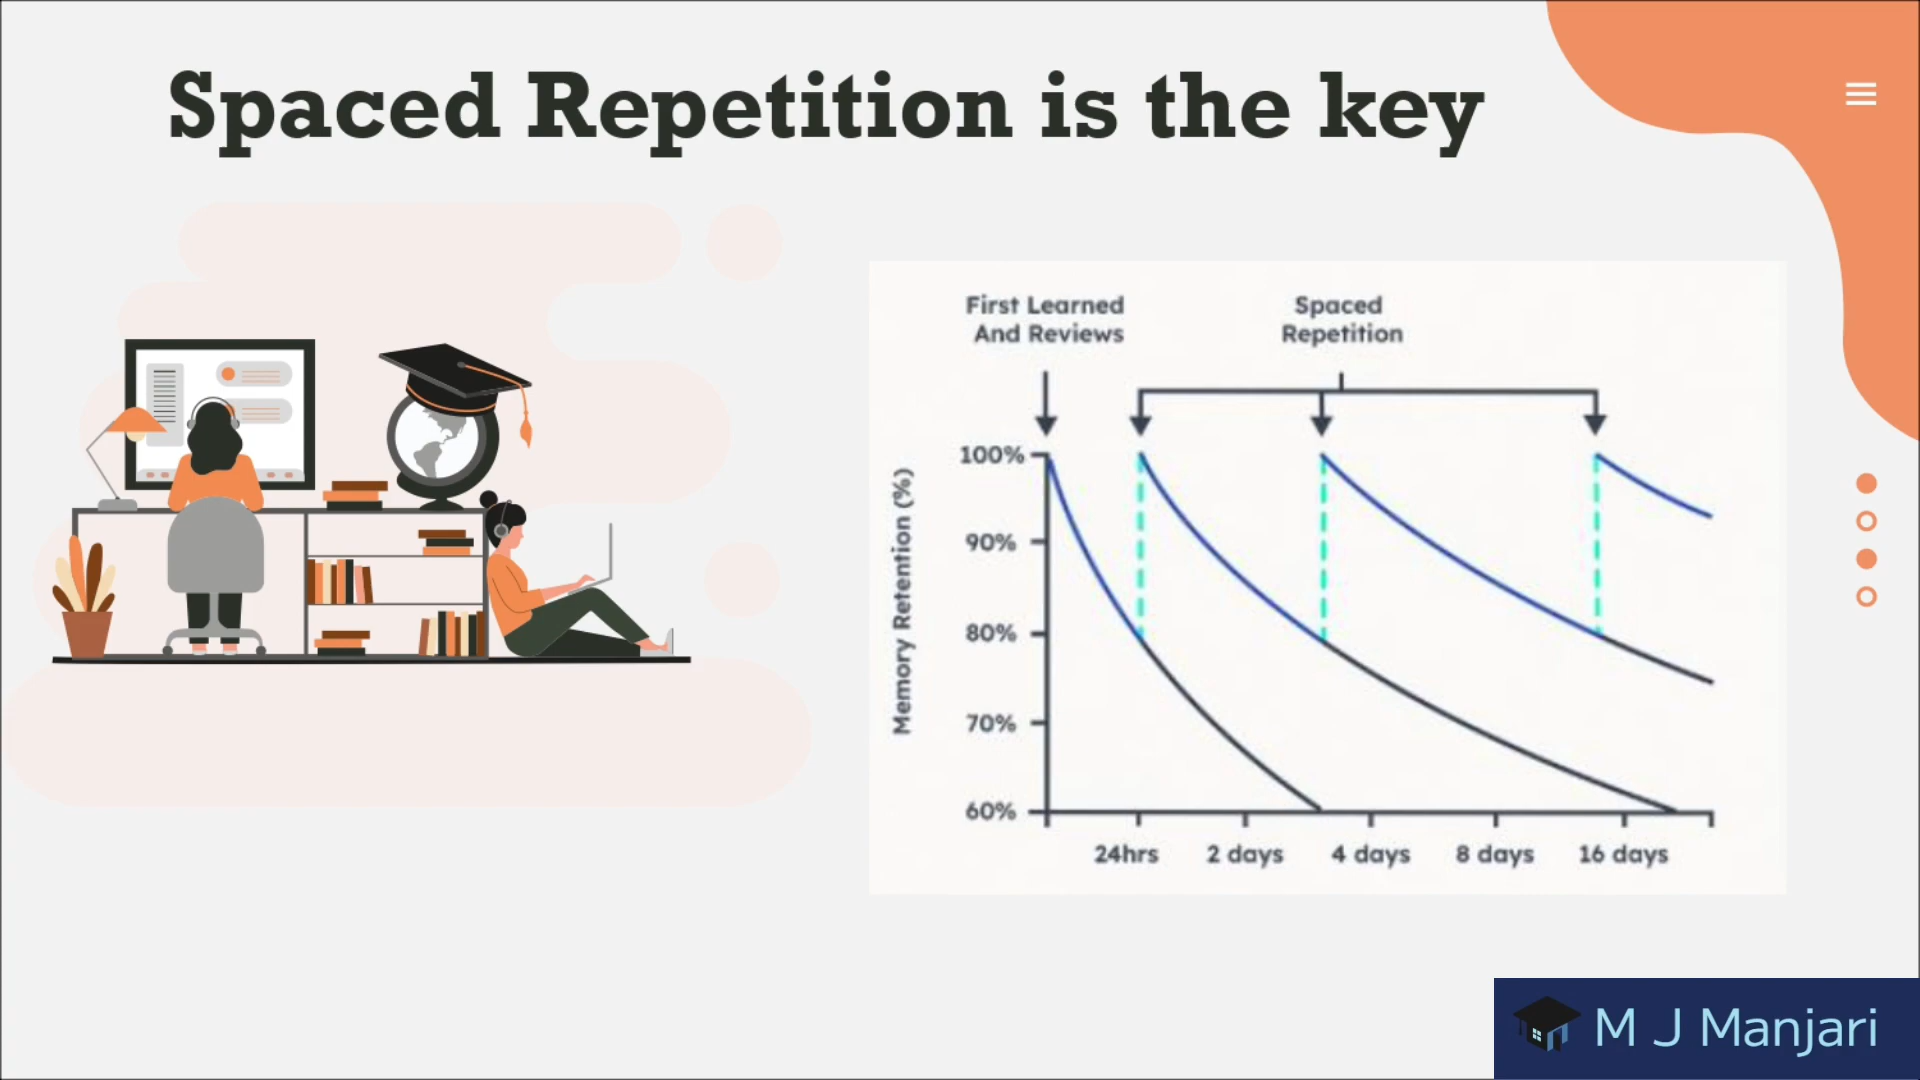 Spaced Repetition is the key
First Learned
And Reviews
Spaced
Repetition
Memory Retention (%)
100%
90%
80%
70%
60%
24hrs
2 days
4 days
8 days
16 days
M J Manjari